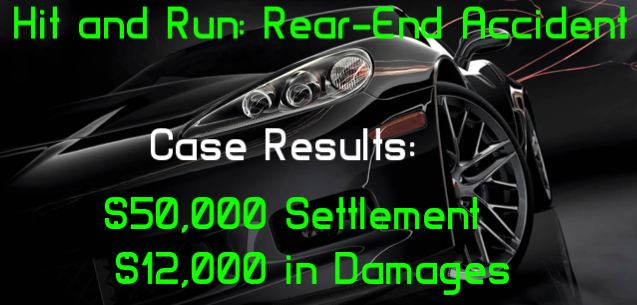 Hit and Run: Rear-End Accident
Case Results:
$50,000 Settlement
$12,000 in Damages